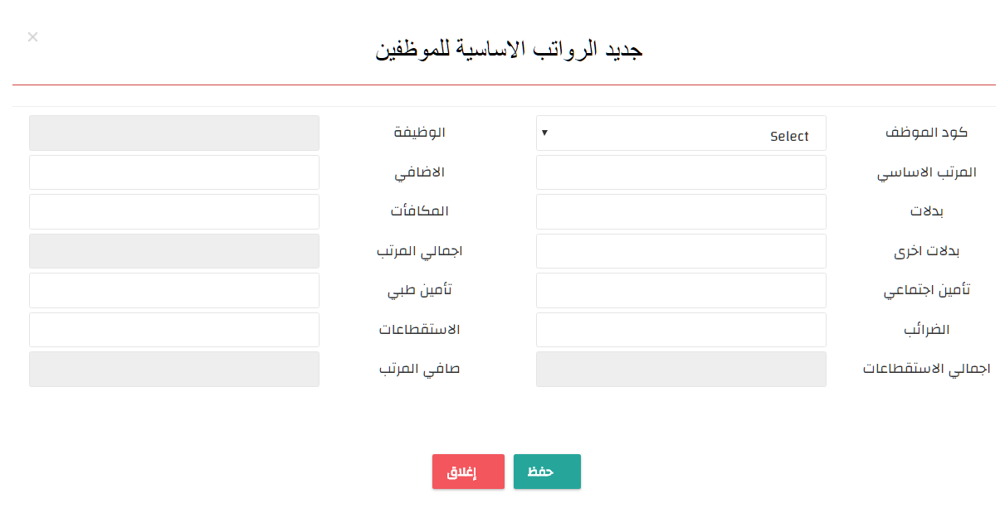 ×
جديد الرواتب الاساسية للموظفين
كود الموظف Select ▼ الوظيفة
المرتب الاساسي الاضافي
بدلات المكافأت
بدلات اخرى اجمالي المرتب
تأمين اجتماعي تأمين طبي
الضرائب الاستقطاعات
اجمالي الاستقطاعات صافي المرتب
حفظ إغلاق